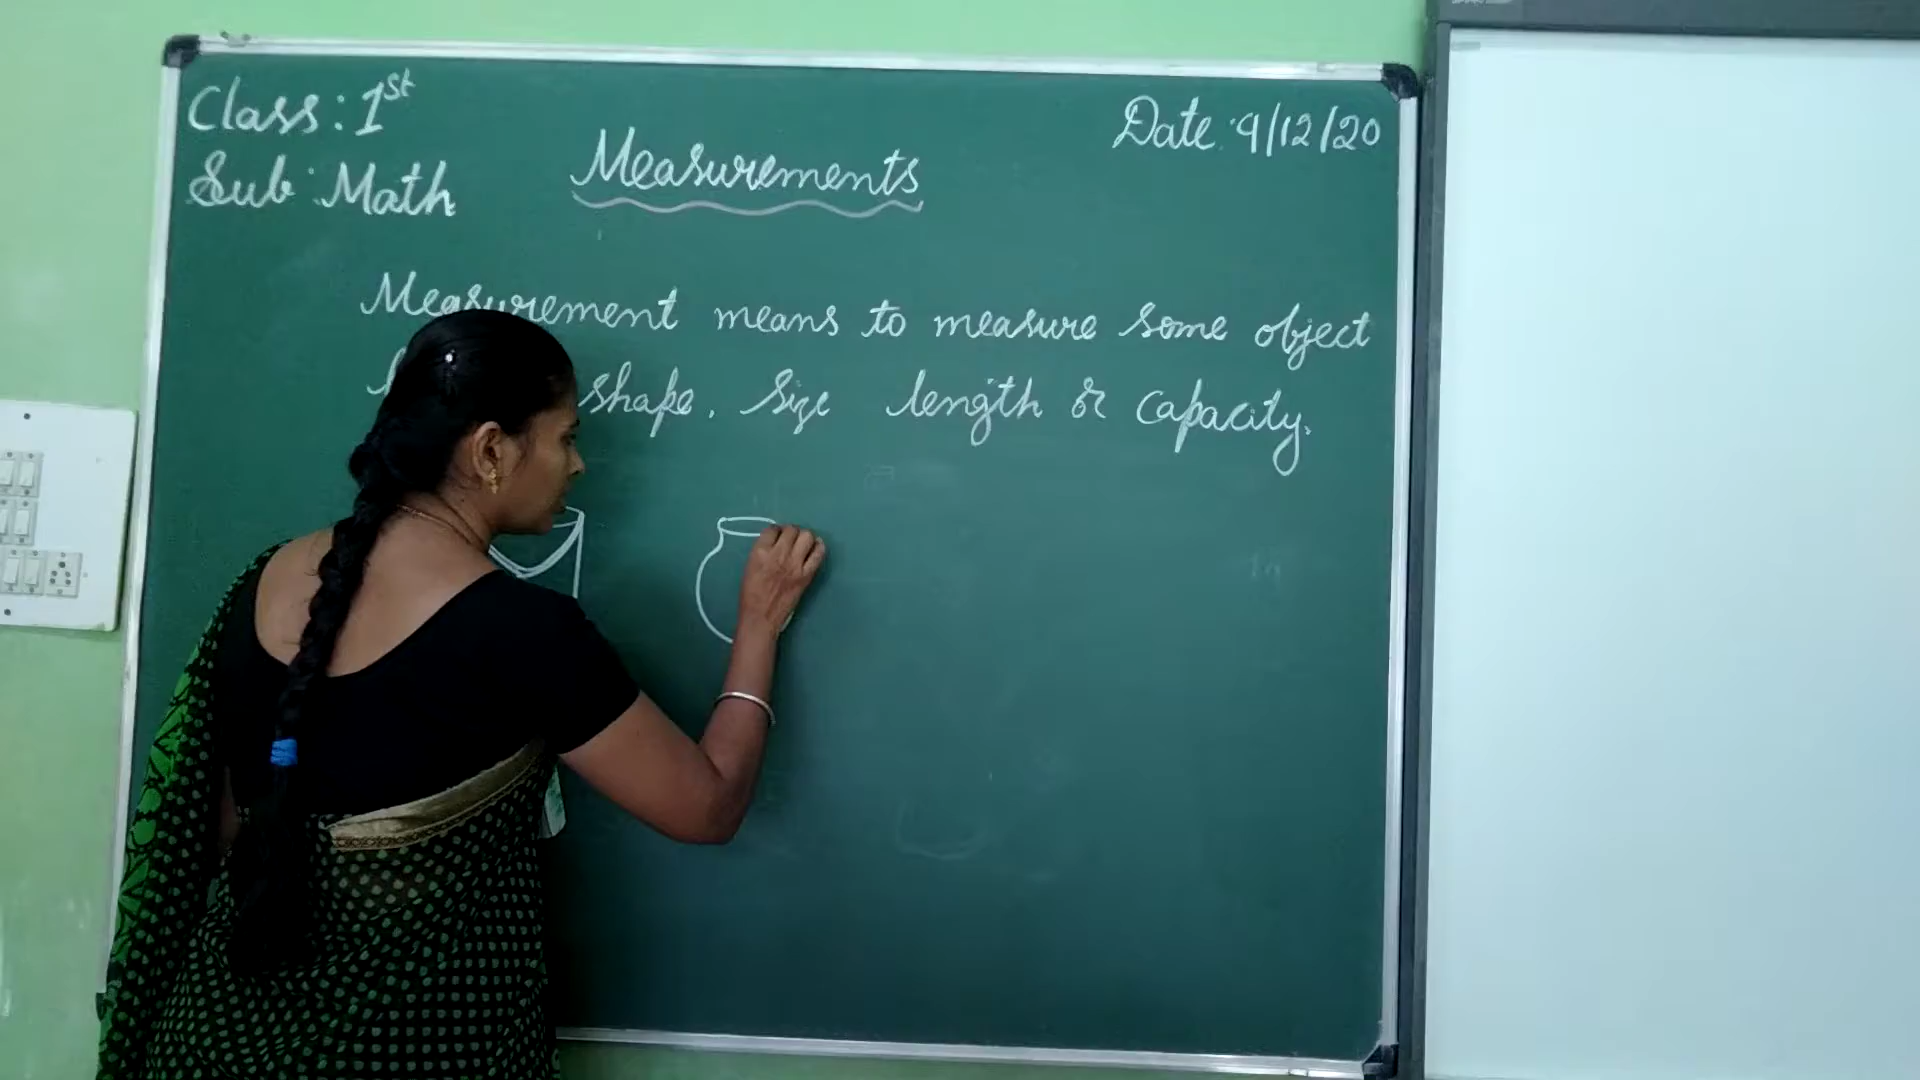 Class: 1st
Date: 9/12/20
Sub: Math
Measurements
Measurement means to measure some object
shape, Size length or capacity.